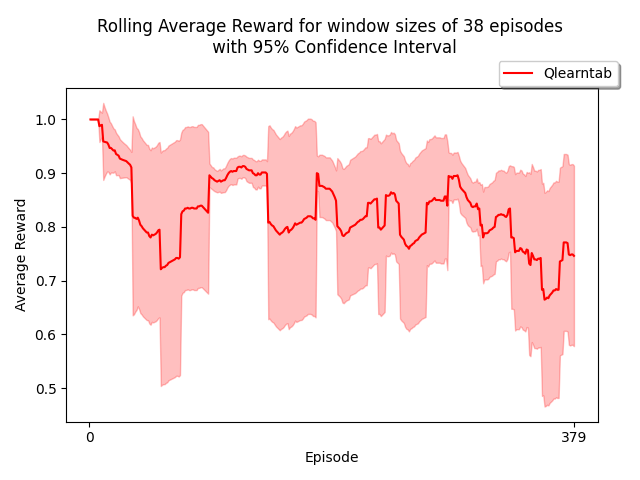 Rolling Average Reward for window sizes of 38 episodes
with 95% Confidence Interval
Qlearntab
1.0
0.9
0.8
0.7
0.6
0.5
Average Reward
0
379
Episode